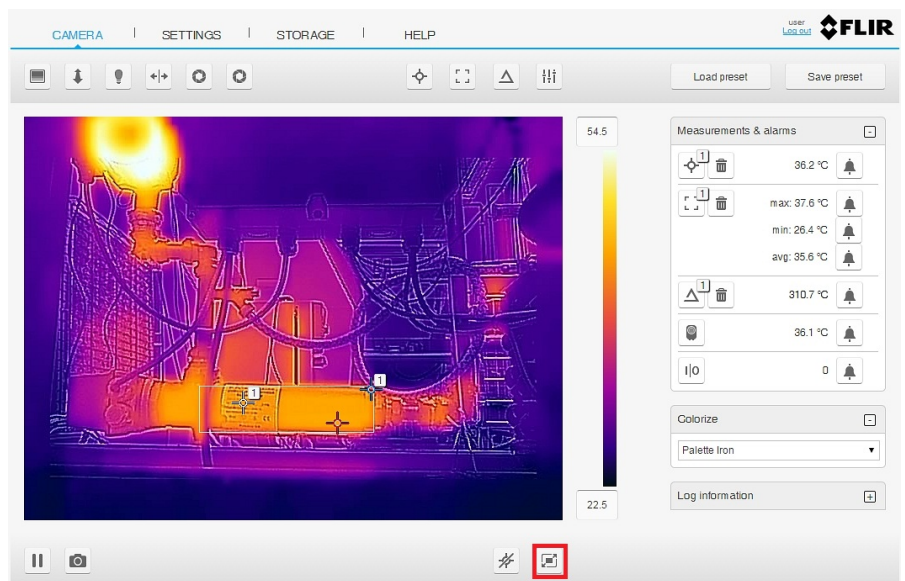 user
Log out
FLIR
CAMERA SETTINGS STORAGE HELP
Load preset Save preset
54.5
22.5
1
1
Measurements & alarms -
1 36.2 °C
1 max: 37.6 °C
min: 26.4 °C
avg: 35.6 °C
1 310.7 °C
36.1 °C
I|O 0
Colorize -
Palette Iron
Log information +